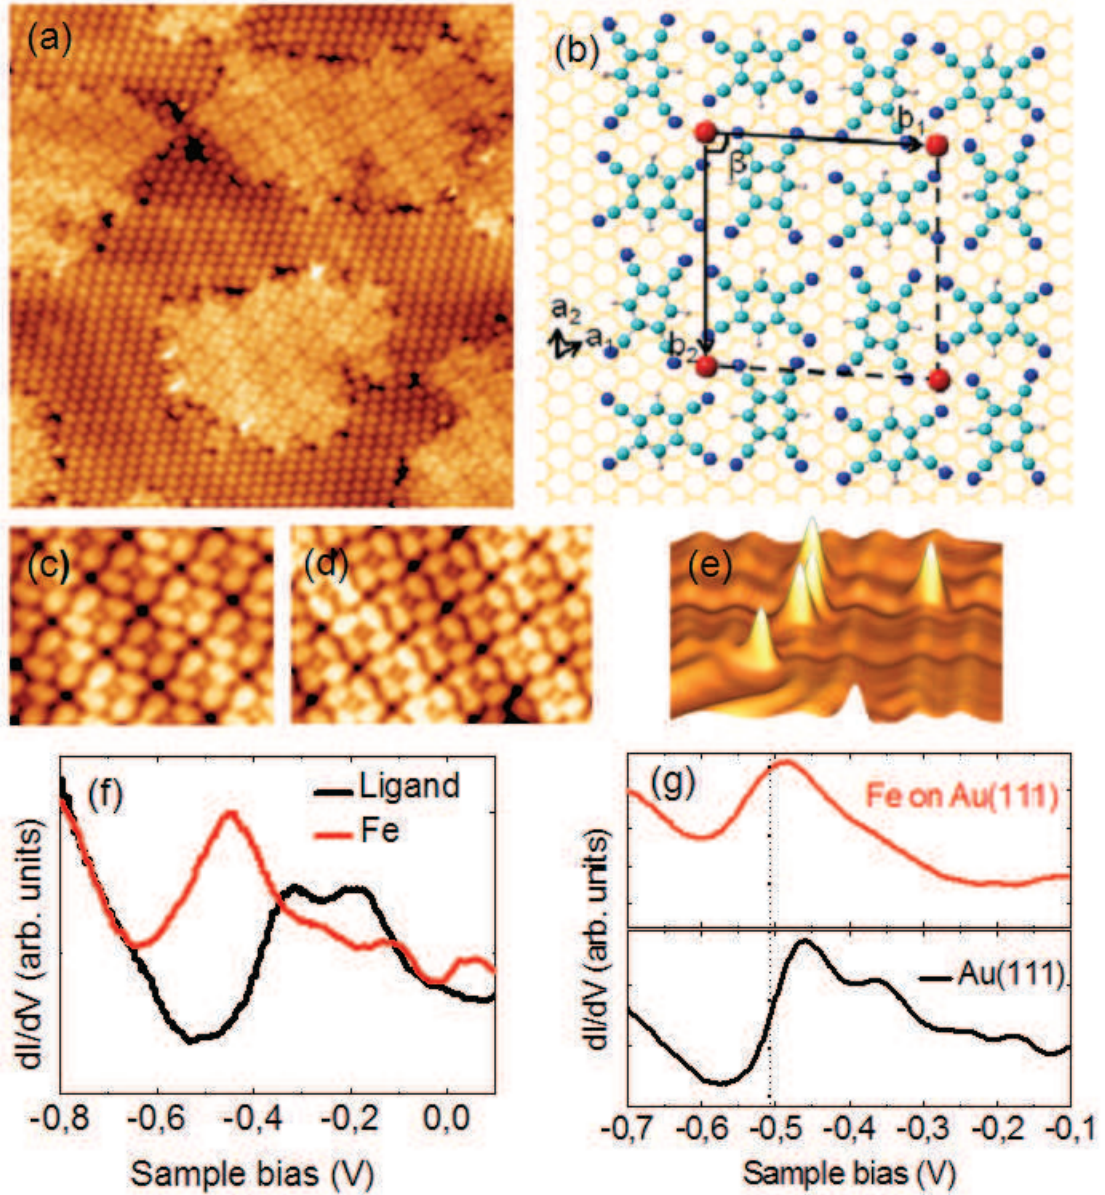 (a)
(b)
b₁
β
a₂
a₁
b₂
(c)
(d)
(e)
(f)
Ligand
Fe
dI/dV (arb. units)
-0,8 -0,6 -0,4 -0,2 0,0
Sample bias (V)
(g)
Fe on Au(111)
Au(111)
dI/dV (arb. units)
-0,7 -0,6 -0,5 -0,4 -0,3 -0,2 -0,1
Sample bias (V)